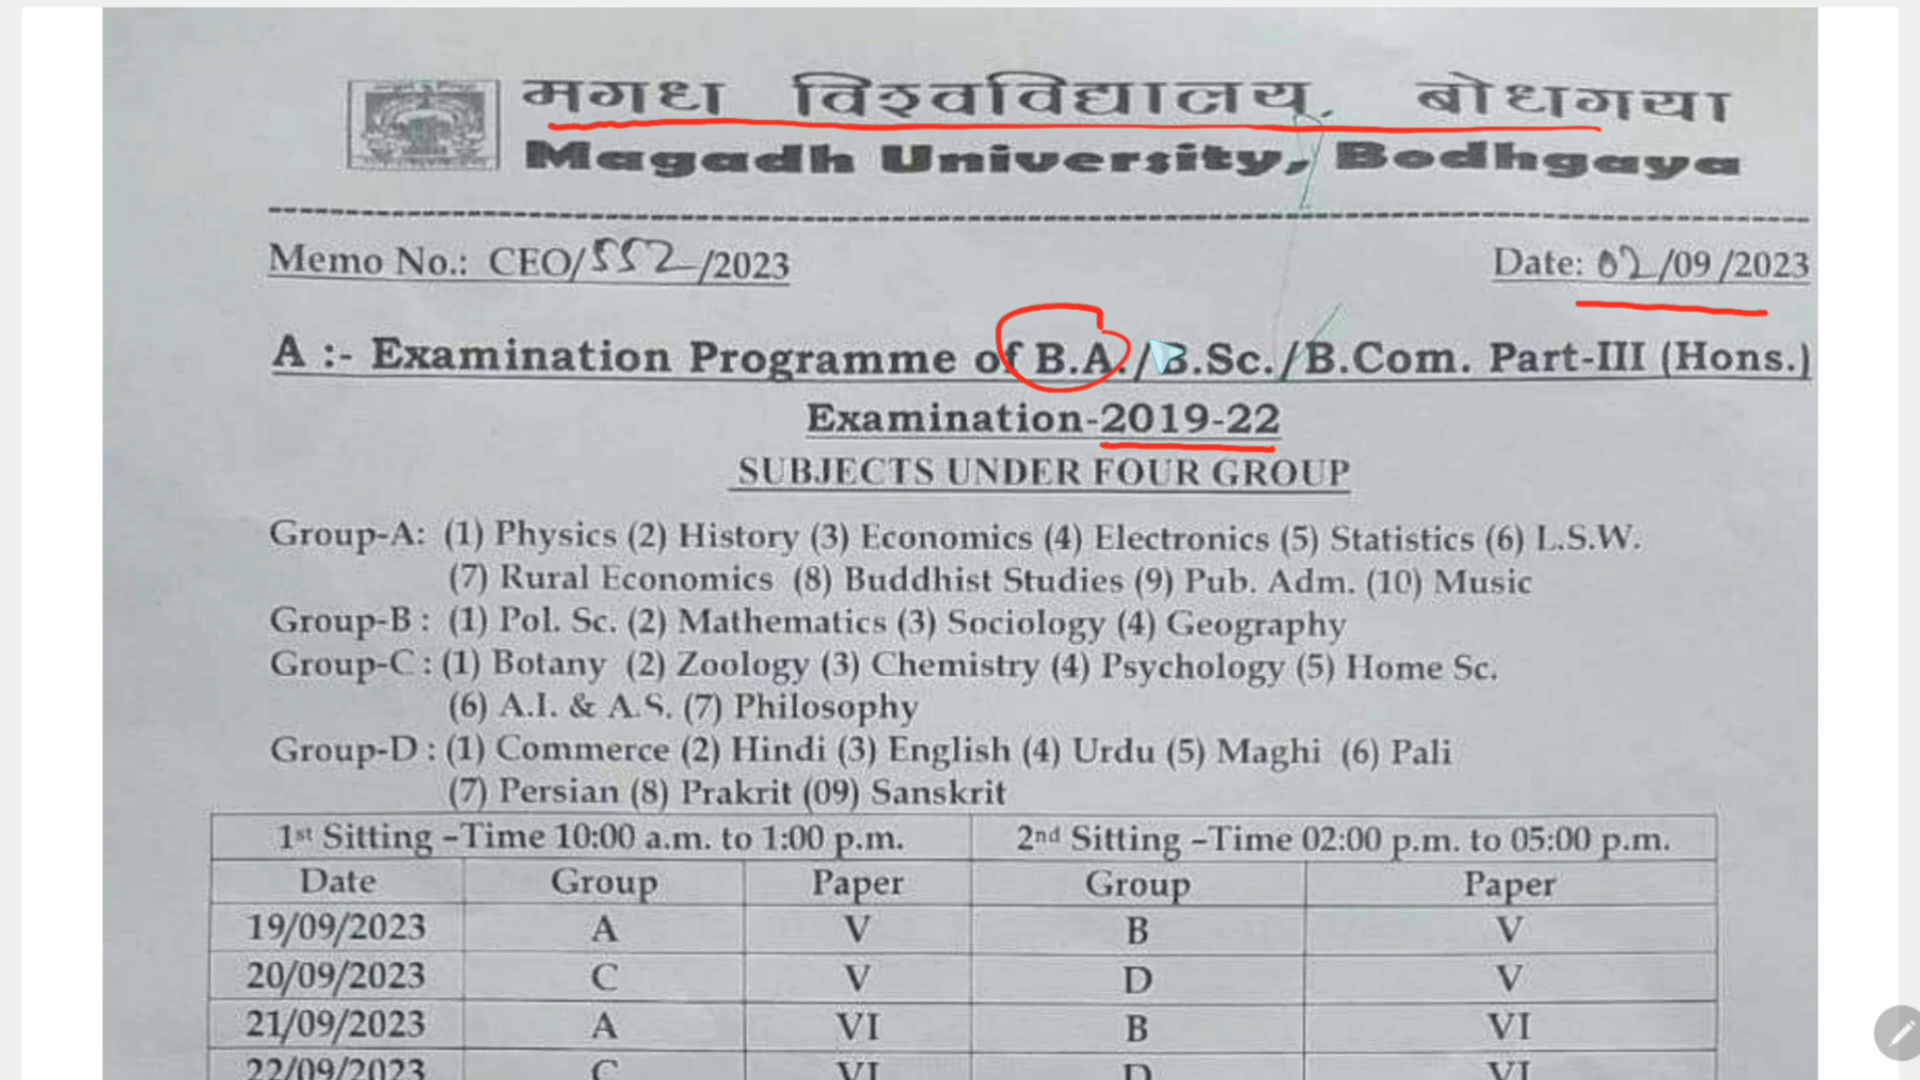 मगध विश्वविद्यालय, बोधगया
Magadh University, Bodhgaya
Memo No.: CEO/552/2023 Date: 02/09/2023
A :- Examination Programme of B.A./B.Sc./B.Com. Part-III (Hons.)
Examination-2019-22
SUBJECTS UNDER FOUR GROUP
Group-A: (1) Physics (2) History (3) Economics (4) Electronics (5) Statistics (6) L.S.W.
(7) Rural Economics (8) Buddhist Studies (9) Pub. Adm. (10) Music
Group-B : (1) Pol. Sc. (2) Mathematics (3) Sociology (4) Geography
Group-C : (1) Botany (2) Zoology (3) Chemistry (4) Psychology (5) Home Sc.
(6) A.I. & A.S. (7) Philosophy
Group-D : (1) Commerce (2) Hindi (3) English (4) Urdu (5) Maghi (6) Pali
(7) Persian (8) Prakrit (09) Sanskrit
1st Sitting –Time 10:00 a.m. to 1:00 p.m. 2nd Sitting –Time 02:00 p.m. to 05:00 p.m.
Date Group Paper Group Paper
19/09/2023 A V B V
20/09/2023 C V D V
21/09/2023 A VI B VI
22/09/2023 C VI D VI